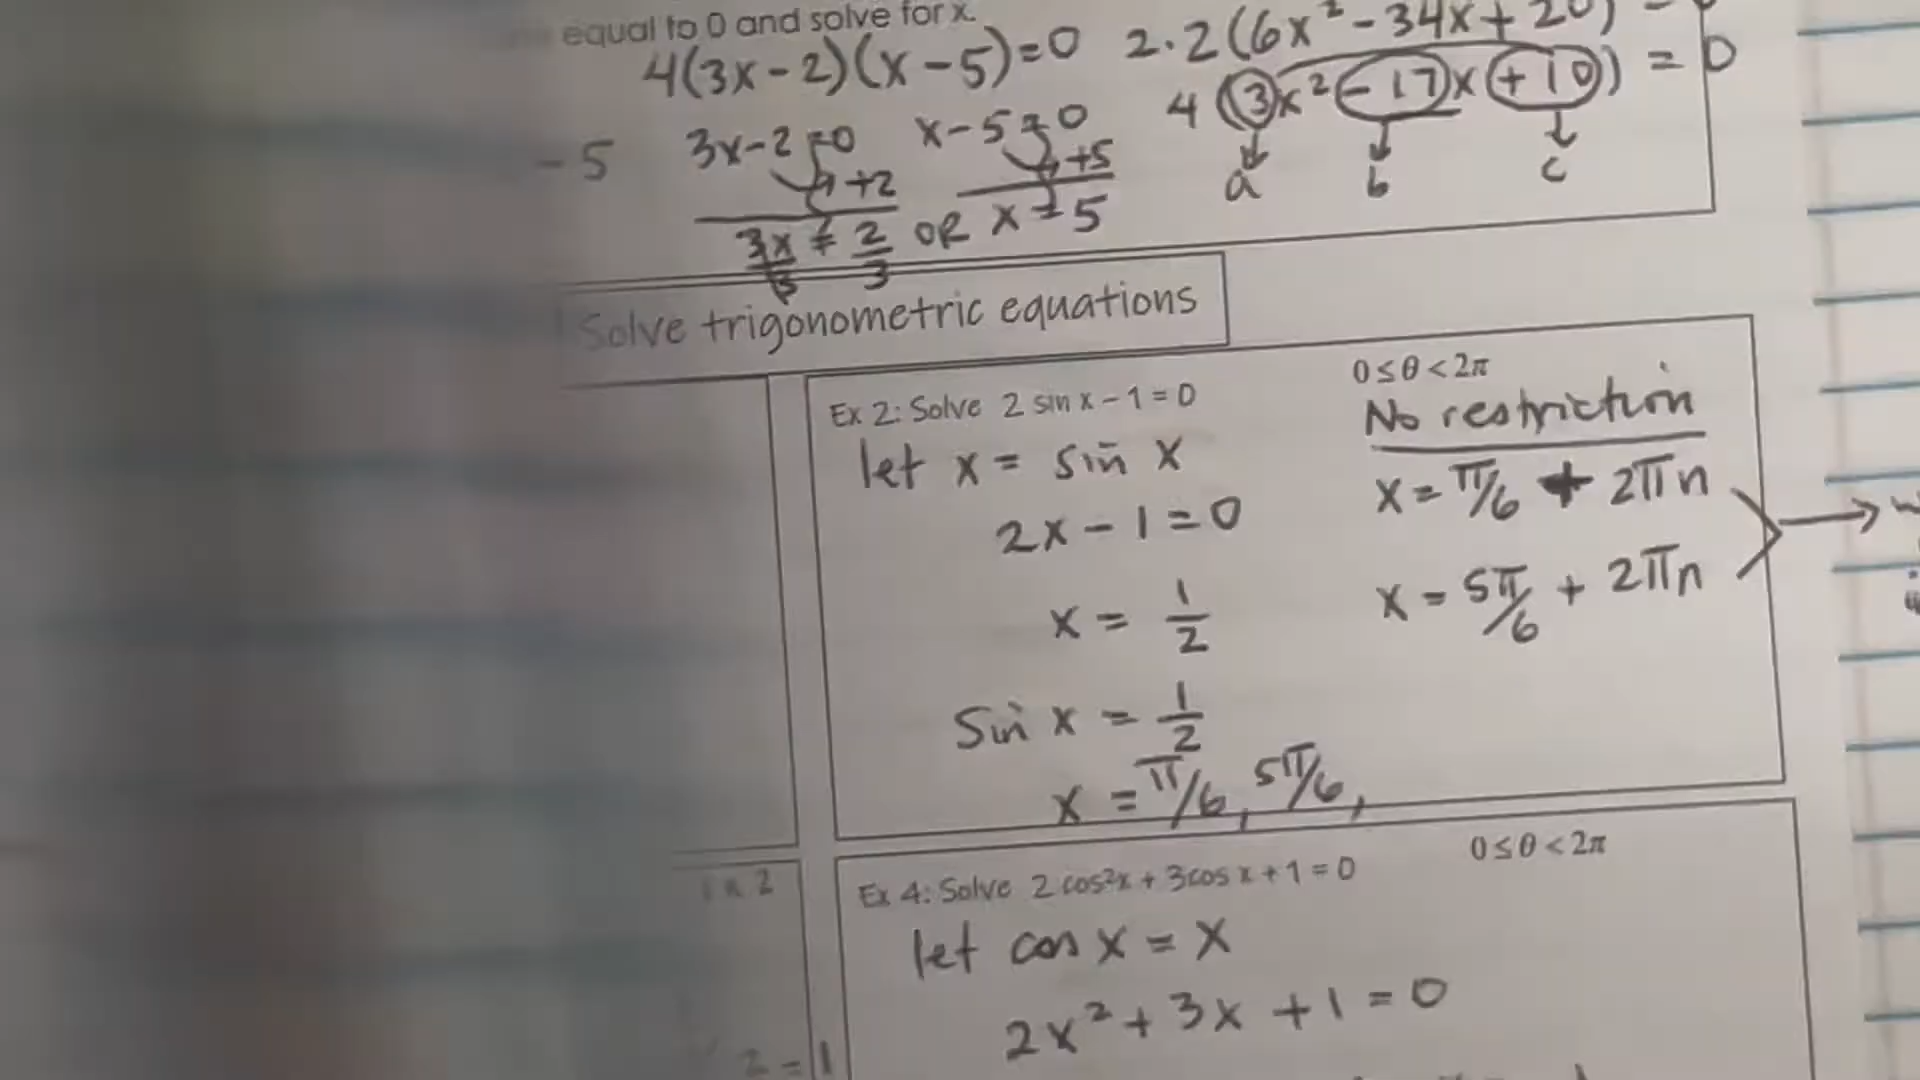 equal to 0 and solve for x.
4(3x-2)(x-5)=0
2·2(6x²-34x+20)
4(3x²-17x+10) = 0
a b c
-5
3x-2=0
+2
3x = 2
3 3
OR
x-5=0
+5
x=5
Solve trigonometric equations
Ex 2: Solve 2 sin x - 1 = 0
0 ≤ θ < 2π
let x = sin x
2x - 1 = 0
x = 1/2
Sin x = 1/2
x = π/6, 5π/6,
No restriction
x = π/6 + 2πn
x = 5π/6 + 2πn
2 = 1
Ex 4: Solve 2 cos²x + 3cos x + 1 = 0
0 ≤ θ < 2π
let cos x = x
2x² + 3x + 1 = 0